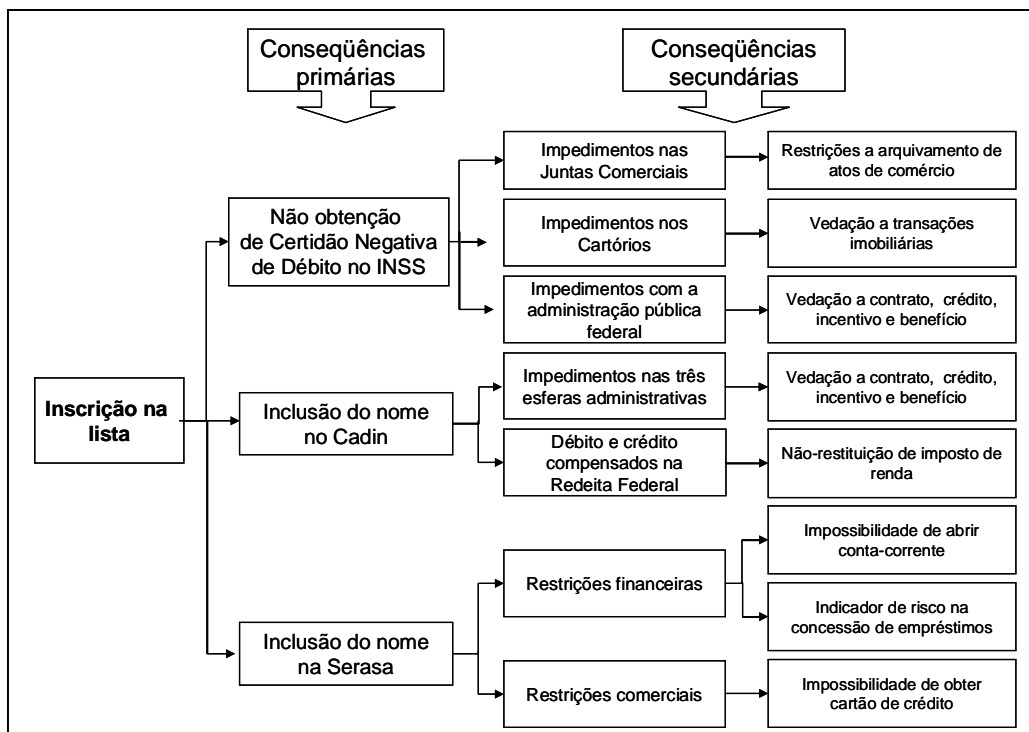 Conseqüências
primárias
Conseqüências
secundárias
Impedimentos nas
Juntas Comerciais
Restrições a arquivamento de
atos de comércio
Não obtenção
de Certidão Negativa
de Débito no INSS
Impedimentos nos
Cartórios
Vedação a transações
imobiliárias
Impedimentos com a
administração pública
federal
Vedação a contrato, crédito,
incentivo e benefício
Inscrição na
lista
Inclusão do nome
no Cadin
Impedimentos nas três
esferas administrativas
Vedação a contrato, crédito,
incentivo e benefício
Débito e crédito
compensados na
Redeita Federal
Não-restituição de imposto de
renda
Inclusão do nome
na Serasa
Restrições financeiras
Impossibilidade de abrir
conta-corrente
Indicador de risco na
concessão de empréstimos
Restrições comerciais
Impossibilidade de obter
cartão de crédito